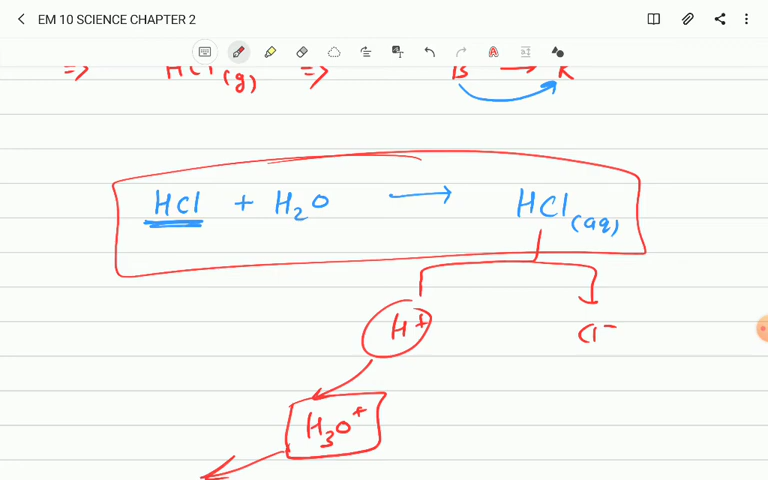 EM 10 SCIENCE CHAPTER 2
=> HCl(g) => B → R
HCl + H2O → HCl(aq)
H+ Cl-
H3O+